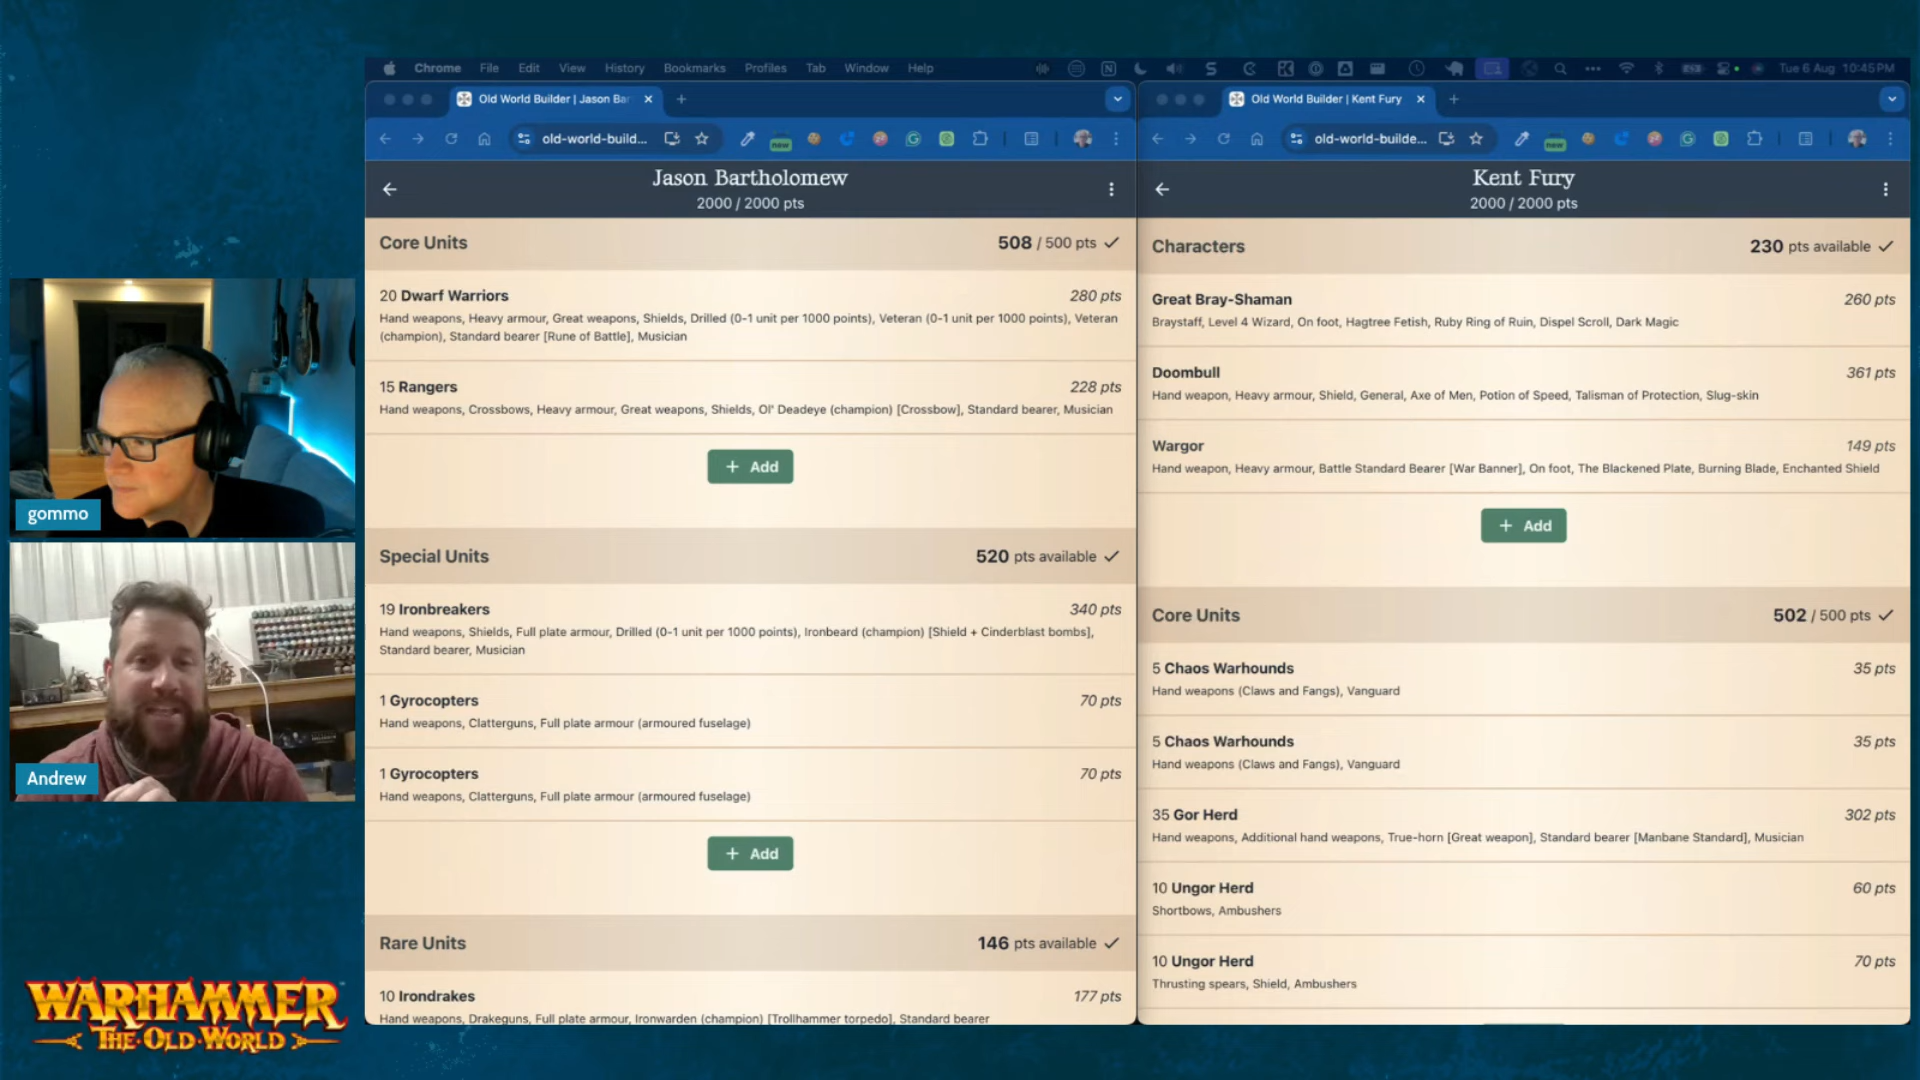 Chrome File Edit View History Bookmarks Profiles Tab Window Help
Tue 6 Aug 10:45PM
Old World Builder | Jason Bar
old-world-build...
new
Jason Bartholomew
2000 / 2000 pts
Core Units 508 / 500 pts
20 Dwarf Warriors 280 pts
Hand weapons, Heavy armour, Great weapons, Shields, Drilled (0-1 unit per 1000 points), Veteran (0-1 unit per 1000 points), Veteran
(champion), Standard bearer [Rune of Battle], Musician
15 Rangers 228 pts
Hand weapons, Crossbows, Heavy armour, Great weapons, Shields, Ol' Deadeye (champion) [Crossbow], Standard bearer, Musician
+ Add
Special Units 520 pts available
19 Ironbreakers 340 pts
Hand weapons, Shields, Full plate armour, Drilled (0-1 unit per 1000 points), Ironbeard (champion) [Shield + Cinderblast bombs],
Standard bearer, Musician
1 Gyrocopters 70 pts
Hand weapons, Clatterguns, Full plate armour (armoured fuselage)
1 Gyrocopters 70 pts
Hand weapons, Clatterguns, Full plate armour (armoured fuselage)
+ Add
Rare Units 146 pts available
10 Irondrakes 177 pts
Hand weapons, Drakeguns, Full plate armour, Ironwarden (champion) [Trollhammer torpedo], Standard bearer
Old World Builder | Kent Fury
old-world-builde...
new
Kent Fury
2000 / 2000 pts
Characters 230 pts available
Great Bray-Shaman 260 pts
Braystaff, Level 4 Wizard, On foot, Hagtree Fetish, Ruby Ring of Ruin, Dispel Scroll, Dark Magic
Doombull 361 pts
Hand weapon, Heavy armour, Shield, General, Axe of Men, Potion of Speed, Talisman of Protection, Slug-skin
Wargor 149 pts
Hand weapon, Heavy armour, Battle Standard Bearer [War Banner], On foot, The Blackened Plate, Burning Blade, Enchanted Shield
+ Add
Core Units 502 / 500 pts
5 Chaos Warhounds 35 pts
Hand weapons (Claws and Fangs), Vanguard
5 Chaos Warhounds 35 pts
Hand weapons (Claws and Fangs), Vanguard
35 Gor Herd 302 pts
Hand weapons, Additional hand weapons, True-horn [Great weapon], Standard bearer [Manbane Standard], Musician
10 Ungor Herd 60 pts
Shortbows, Ambushers
10 Ungor Herd 70 pts
Thrusting spears, Shield, Ambushers
gommo
Andrew
WARHAMMER
THE·OLD·WORLD